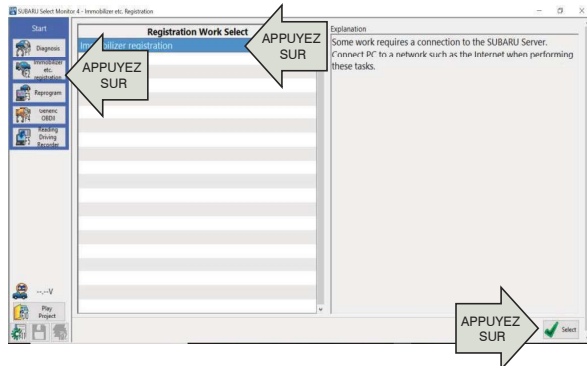 SUBARU Select Monitor 4 - Immobilizer etc. Registration
Start
Diagnosis
Immobilizer
etc.
registration
Reprogram
Generic
OBDII
Reading
Driving
Recorder
--.--V
Play
Project
Registration Work Select
Immobilizer registration
APPUYEZ
SUR
APPUYEZ
SUR
Explanation
Some work requires a connection to the SUBARU Server.
Connect PC to a network such as the Internet when performing
these tasks.
APPUYEZ
SUR
Select